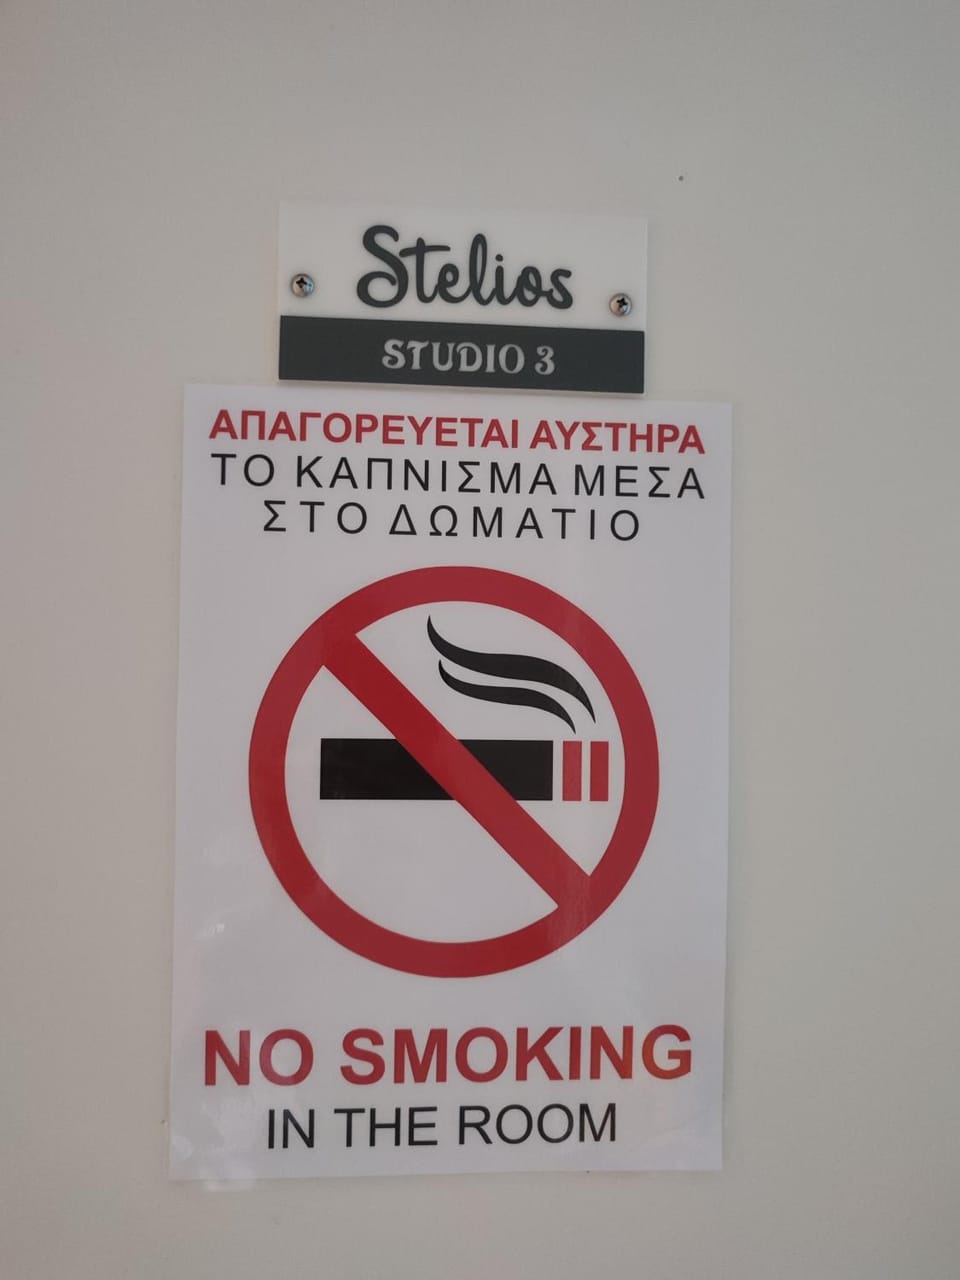 Stelios
STUDIO 3
ΑΠΑΓΟΡΕΥΕΤΑΙ ΑΥΣΤΗΡΑ
ΤΟ ΚΑΠΝΙΣΜΑ ΜΕΣΑ
ΣΤΟ ΔΩΜΑΤΙΟ
NO SMOKING
IN THE ROOM